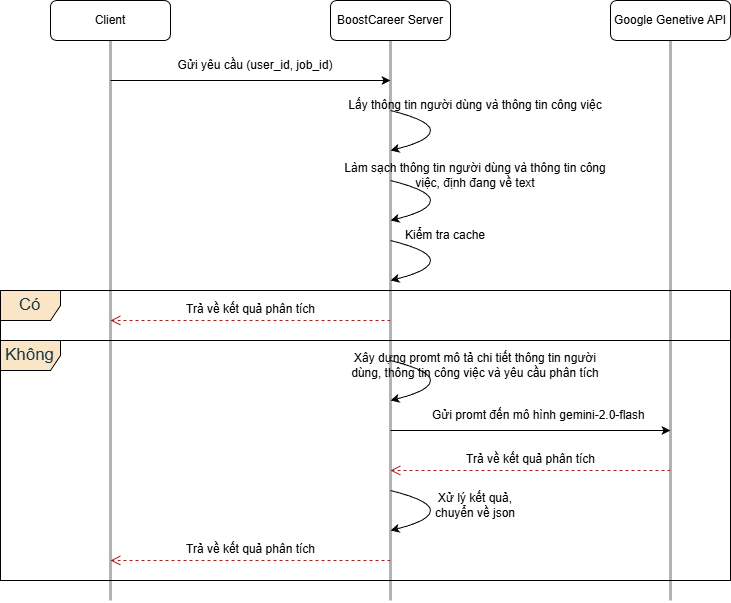 Client
BoostCareer Server
Google Genetive API
Gửi yêu cầu (user_id, job_id)
Lấy thông tin người dùng và thông tin công việc
Làm sạch thông tin người dùng và thông tin công
việc, định đang về text
Kiểm tra cache
Có
Trả về kết quả phân tích
Không
Xây dựng promt mô tả chi tiết thông tin người
dùng, thông tin công việc và yêu cầu phân tích
Gửi promt đến mô hình gemini-2.0-flash
Trả về kết quả phân tích
Xử lý kết quả,
chuyển về json
Trả về kết quả phân tích